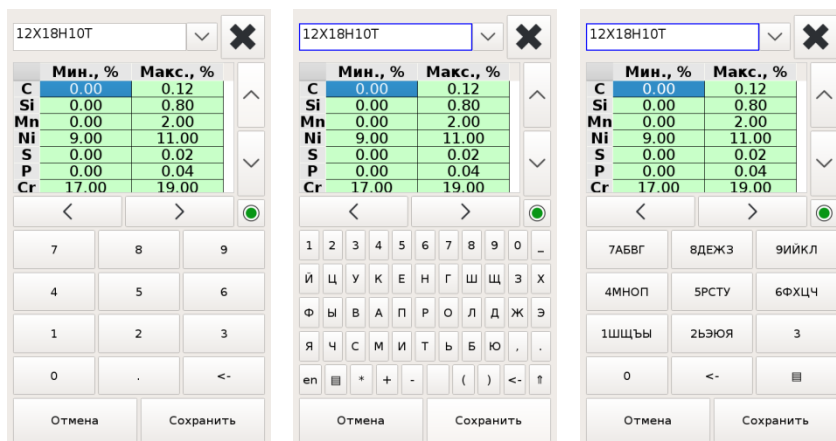 12Х18Н10Т
Мин., % Макс., %
C 0.00 0.12
Si 0.00 0.80
Mn 0.00 2.00
Ni 9.00 11.00
S 0.00 0.02
P 0.00 0.04
Cr 17.00 19.00
< >
7 8 9
4 5 6
1 2 3
0 . <-
Отмена Сохранить
12Х18Н10Т
Мин., % Макс., %
C 0.00 0.12
Si 0.00 0.80
Mn 0.00 2.00
Ni 9.00 11.00
S 0.00 0.02
P 0.00 0.04
Cr 17.00 19.00
< >
1 2 3 4 5 6 7 8 9 0 _
Й Ц У К Е Н Г Ш Щ З Х
Ф Ы В А П Р О Л Д Ж Э
Я Ч С М И Т Ь Б Ю , .
en ▤ * + - ( ) <- ⇑
Отмена Сохранить
12Х18Н10Т
Мин., % Макс., %
C 0.00 0.12
Si 0.00 0.80
Mn 0.00 2.00
Ni 9.00 11.00
S 0.00 0.02
P 0.00 0.04
Cr 17.00 19.00
< >
7АБВГ 8ДЕЖЗ 9ИЙКЛ
4МНОП 5РСТУ 6ФХЦЧ
1ШЩЪЫ 2ЬЭЮЯ 3
0 <- ▤
Отмена Сохранить